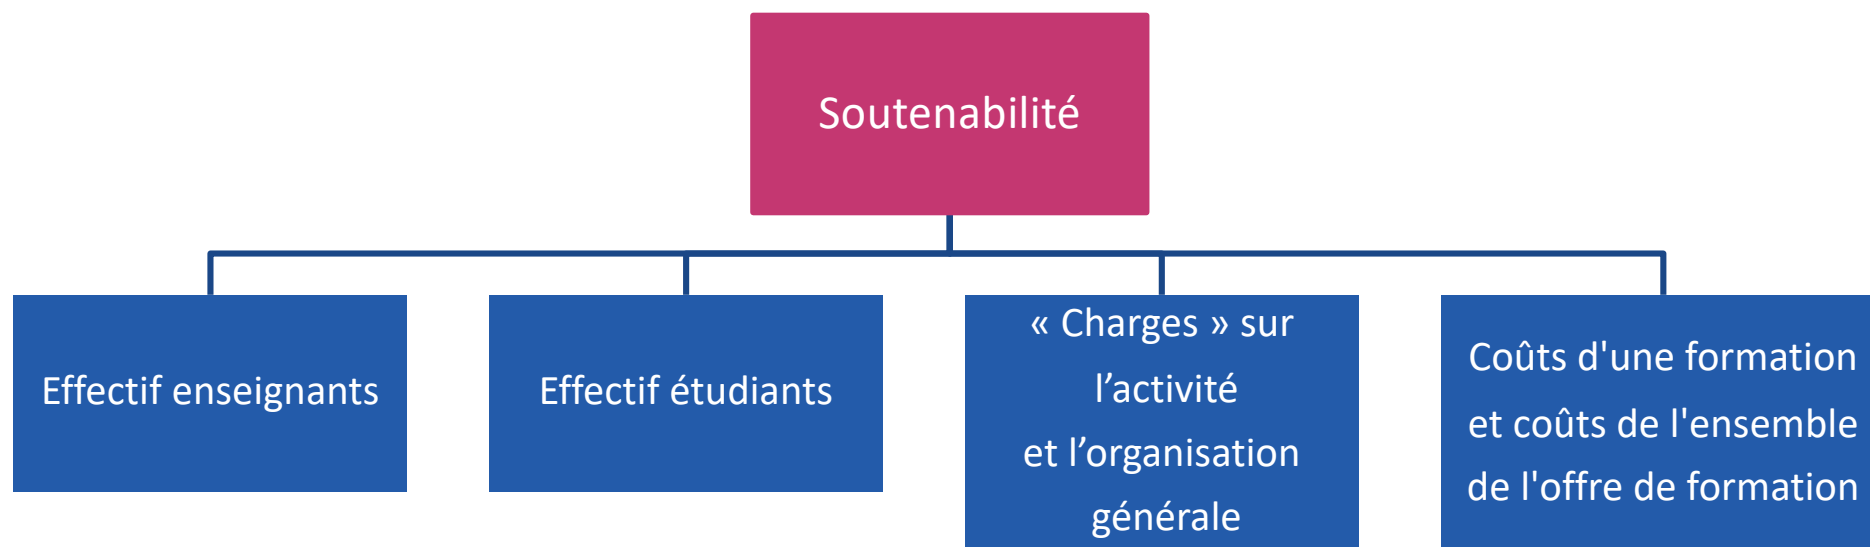 Soutenabilité
Effectif enseignants
Effectif étudiants
« Charges » sur
l’activité
et l’organisation
générale
Coûts d'une formation
et coûts de l'ensemble
de l'offre de formation